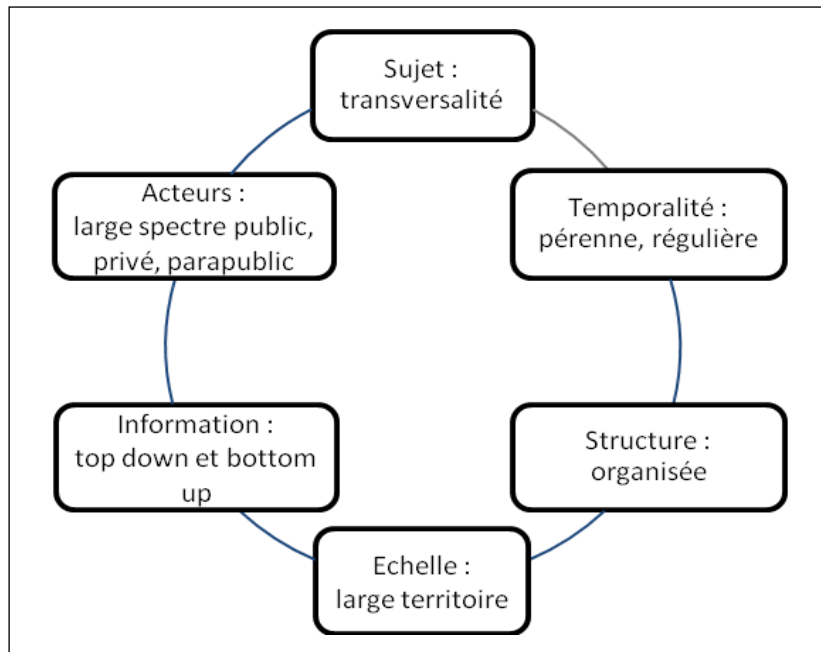 Sujet :
transversalité
Temporalité :
pérenne, régulière
Structure :
organisée
Echelle :
large territoire
Information :
top down et bottom
up
Acteurs :
large spectre public,
privé, parapublic